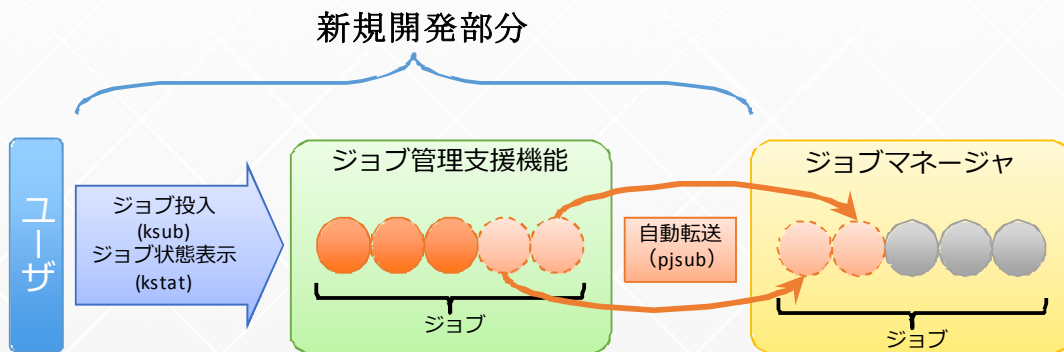 新規開発部分
ユーザ
ジョブ投入
(ksub)
ジョブ状態表示
(kstat)
ジョブ管理支援機能
ジョブ
自動転送
（pjsub）
ジョブマネージャ
ジョブ